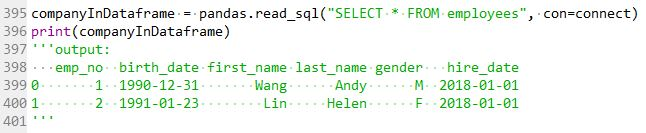 395 companyInDataframe = pandas.read_sql("SELECT * FROM employees", con=connect)
396 print(companyInDataframe)
397 '''output:
398    emp_no  birth_date first_name last_name gender   hire_date
399 0       1  1990-12-31       Wang      Andy      M  2018-01-01
400 1       2  1991-01-23        Lin     Helen      F  2018-01-01
401 '''